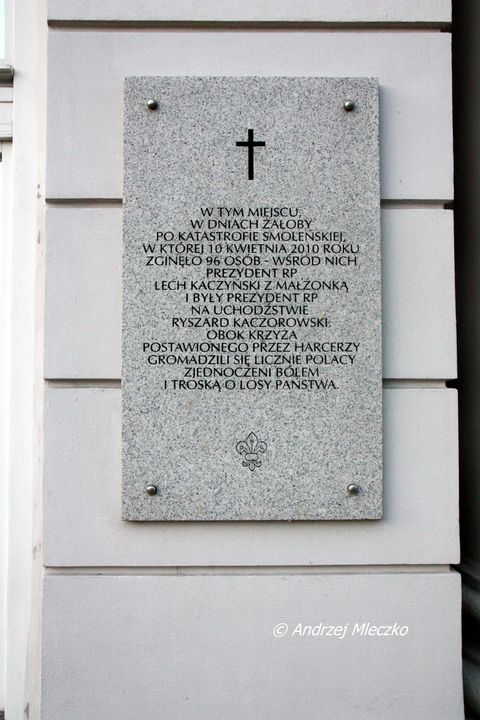 W TYM MIEJSCU,
W DNIACH ŻAŁOBY
PO KATASTROFIE SMOLEŃSKIEJ,
W KTÓREJ 10 KWIETNIA 2010 ROKU
ZGINĘŁO 96 OSÓB - WŚRÓD NICH
PREZYDENT RP
LECH KACZYŃSKI Z MAŁŻONKĄ
I BYŁY PREZYDENT RP
NA UCHODŹSTWIE
RYSZARD KACZOROWSKI,
OBOK KRZYŻA
POSTAWIONEGO PRZEZ HARCERZY
GROMADZILI SIĘ LICZNIE POLACY
ZJEDNOCZENI BÓLEM
I TROSKĄ O LOSY PAŃSTWA.
© Andrzej Mleczko